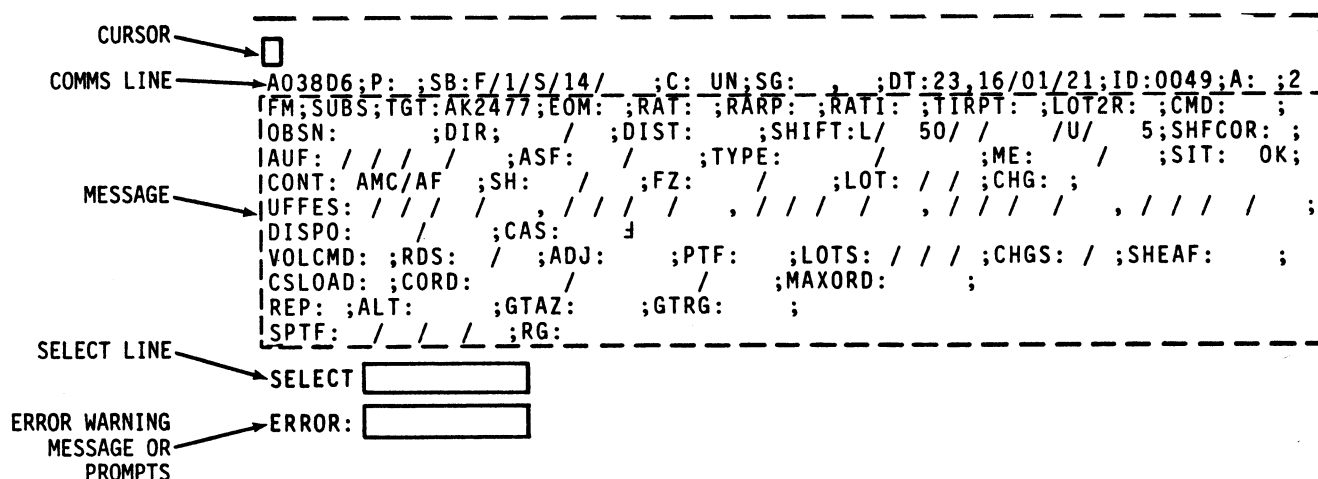 CURSOR
COMMS LINE
A038D6;P: _;SB:F/1/S/14/__ ;C: UN;SG: _ , _;DT:23,16/01/21;ID:0049;A: ;2
FM;SUBS;TGT:AK2477;EOM: ;RAT: ;RARP: ;RATI: ;TIRPT: ;LOT2R: ;CMD: ;
OBSN: ;DIR; / ;DIST: ;SHIFT:L/ 50/ / /U/ 5;SHFCOR: ;
AUF: / / / / ;ASF: / ;TYPE: / ;ME: / ;SIT: OK;
MESSAGE
CONT: AMC/AF ;SH: / ;FZ: / ;LOT: / / ;CHG: ;
UFFES: / / / / , / / / / , / / / / , / / / / , / / / / ;
DISPO: / ;CAS: Ⅎ
VOLCMD: ;RDS: / ;ADJ: ;PTF: ;LOTS: / / / ;CHGS: / ;SHEAF: ;
CSLOAD: ;CORD: / / ;MAXORD: ;
REP: ;ALT: ;GTAZ: ;GTRG: ;
SPTF: / / / ;RG:
SELECT LINE
SELECT
ERROR WARNING
MESSAGE OR
PROMPTS
ERROR: